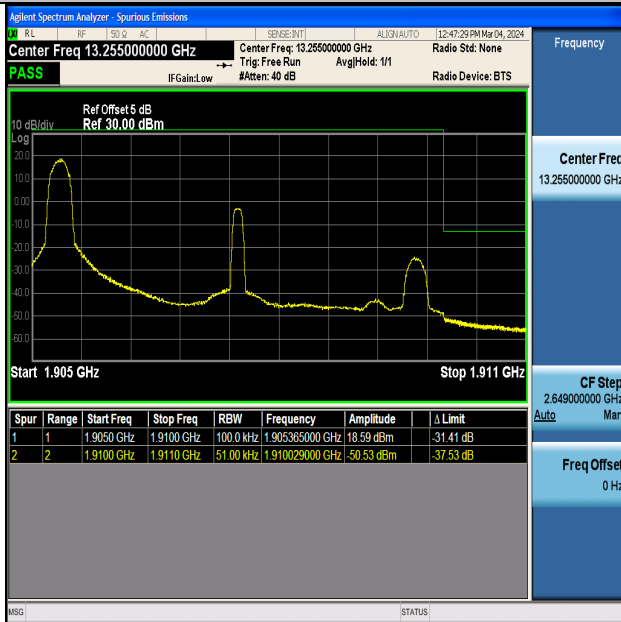 Agilent Spectrum Analyzer - Spurious Emissions
RL RF 50 Ω AC SENSE:INT ALIGN AUTO 12:47:29 PM Mar 04, 2024
Center Freq 13.255000000 GHz
Center Freq: 13.255000000 GHz
Radio Std: None
Trig: Free Run Avg|Hold: 1/1
PASS
IFGain:Low
#Atten: 40 dB
Radio Device: BTS
Frequency
Ref Offset 5 dB
10 dB/div Ref 30.00 dBm
Log
20.0
10.0
0.00
-10.0
-20.0
-30.0
-40.0
-50.0
-60.0
Start 1.905 GHz Stop 1.911 GHz
Spur Range Start Freq Stop Freq RBW Frequency Amplitude Δ Limit
1 1 1.9050 GHz 1.9100 GHz 100.0 kHz 1.905365000 GHz 18.59 dBm -31.41 dB
2 2 1.9100 GHz 1.9110 GHz 51.00 kHz 1.910029000 GHz -50.53 dBm -37.53 dB
Center Freq
13.255000000 GHz
CF Step
2.649000000 GHz
Auto Man
Freq Offset
0 Hz
MSG STATUS